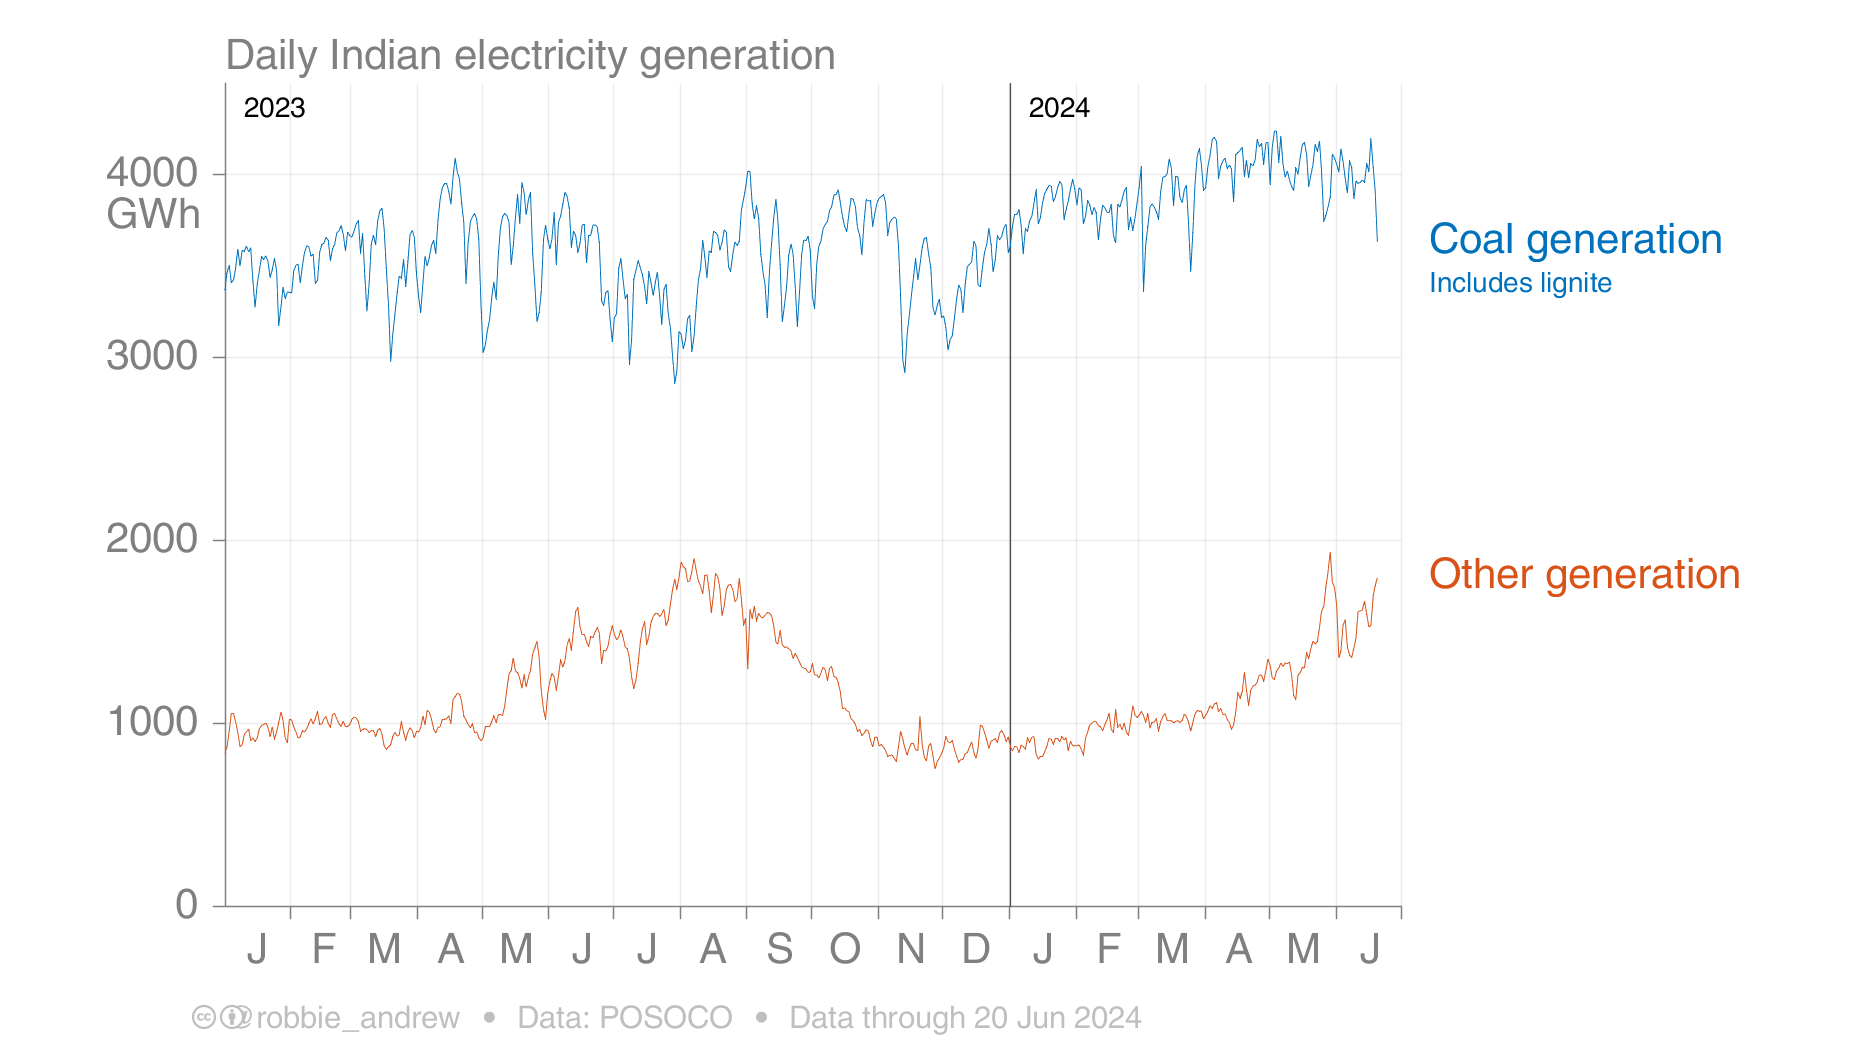 Daily Indian electricity generation
2023
2024
4000
GWh
3000
2000
1000
0
Coal generation
Includes lignite
Other generation
J F M A M J J A S O N D J F M A M J
@robbie_andrew • Data: POSOCO • Data through 20 Jun 2024